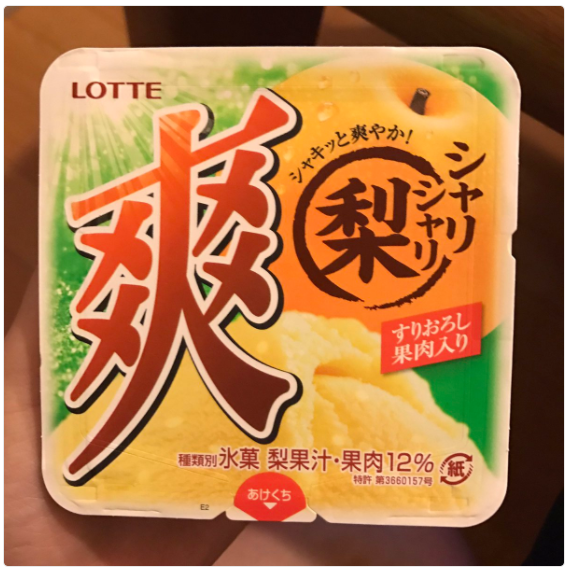 LOTTE
爽
シャキッと爽やか!
梨
シャリ
シャリ
すりおろし
果肉入り
種類別氷菓 梨果汁・果肉12%
特許 第3660157号
紙
あけくち
E2